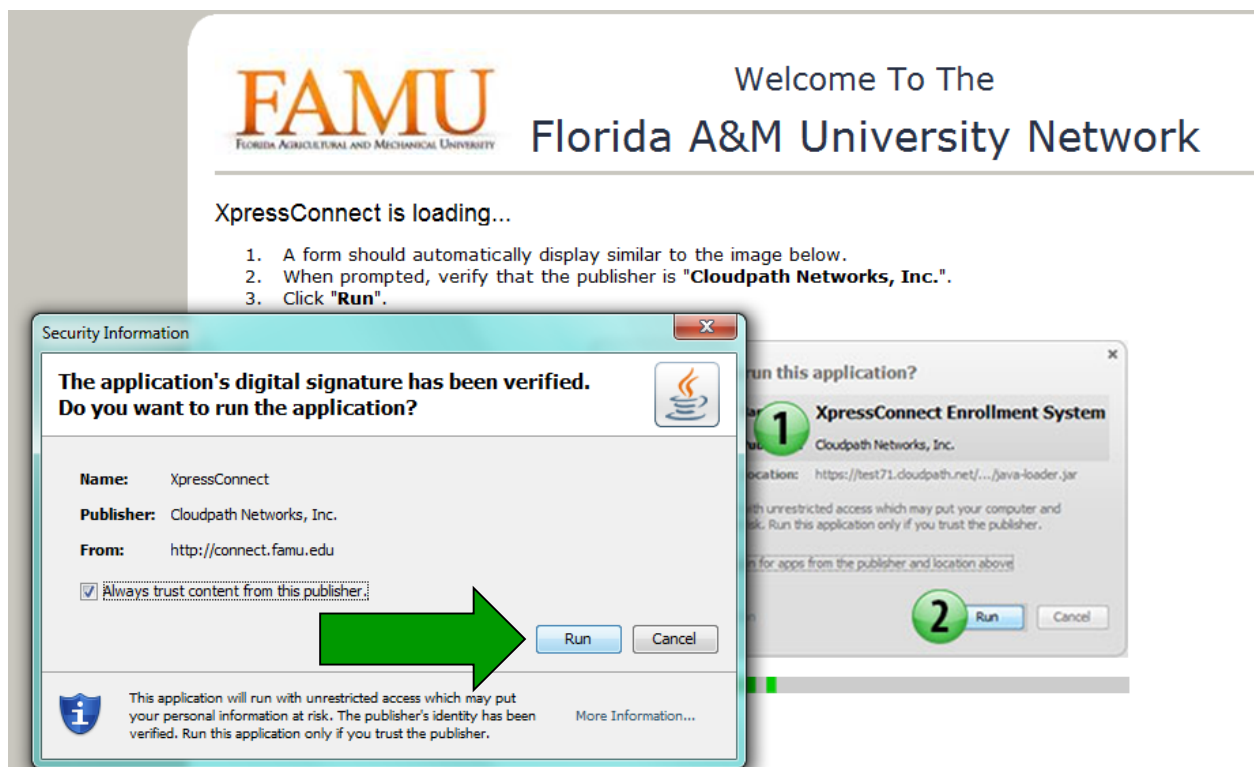 FAMU
FLORIDA AGRICULTURAL AND MECHANICAL UNIVERSITY
Welcome To The
Florida A&M University Network
XpressConnect is loading...
1. A form should automatically display similar to the image below.
2. When prompted, verify that the publisher is "Cloudpath Networks, Inc.".
3. Click "Run".
Security Information
The application's digital signature has been verified.
Do you want to run the application?
Name: XpressConnect
Publisher: Cloudpath Networks, Inc.
From: http://connect.famu.edu
Always trust content from this publisher.
Run Cancel
This application will run with unrestricted access which may put
your personal information at risk. The publisher's identity has been
verified. Run this application only if you trust the publisher.
More Information...
run this application?
1 XpressConnect Enrollment System
Cloudpath Networks, Inc.
ocation: https://test71.cloudpath.net/.../java-loader.jar
ith unrestricted access which may put your computer and
sk. Run this application only if you trust the publisher.
n for apps from the publisher and location above
2 Run Cancel